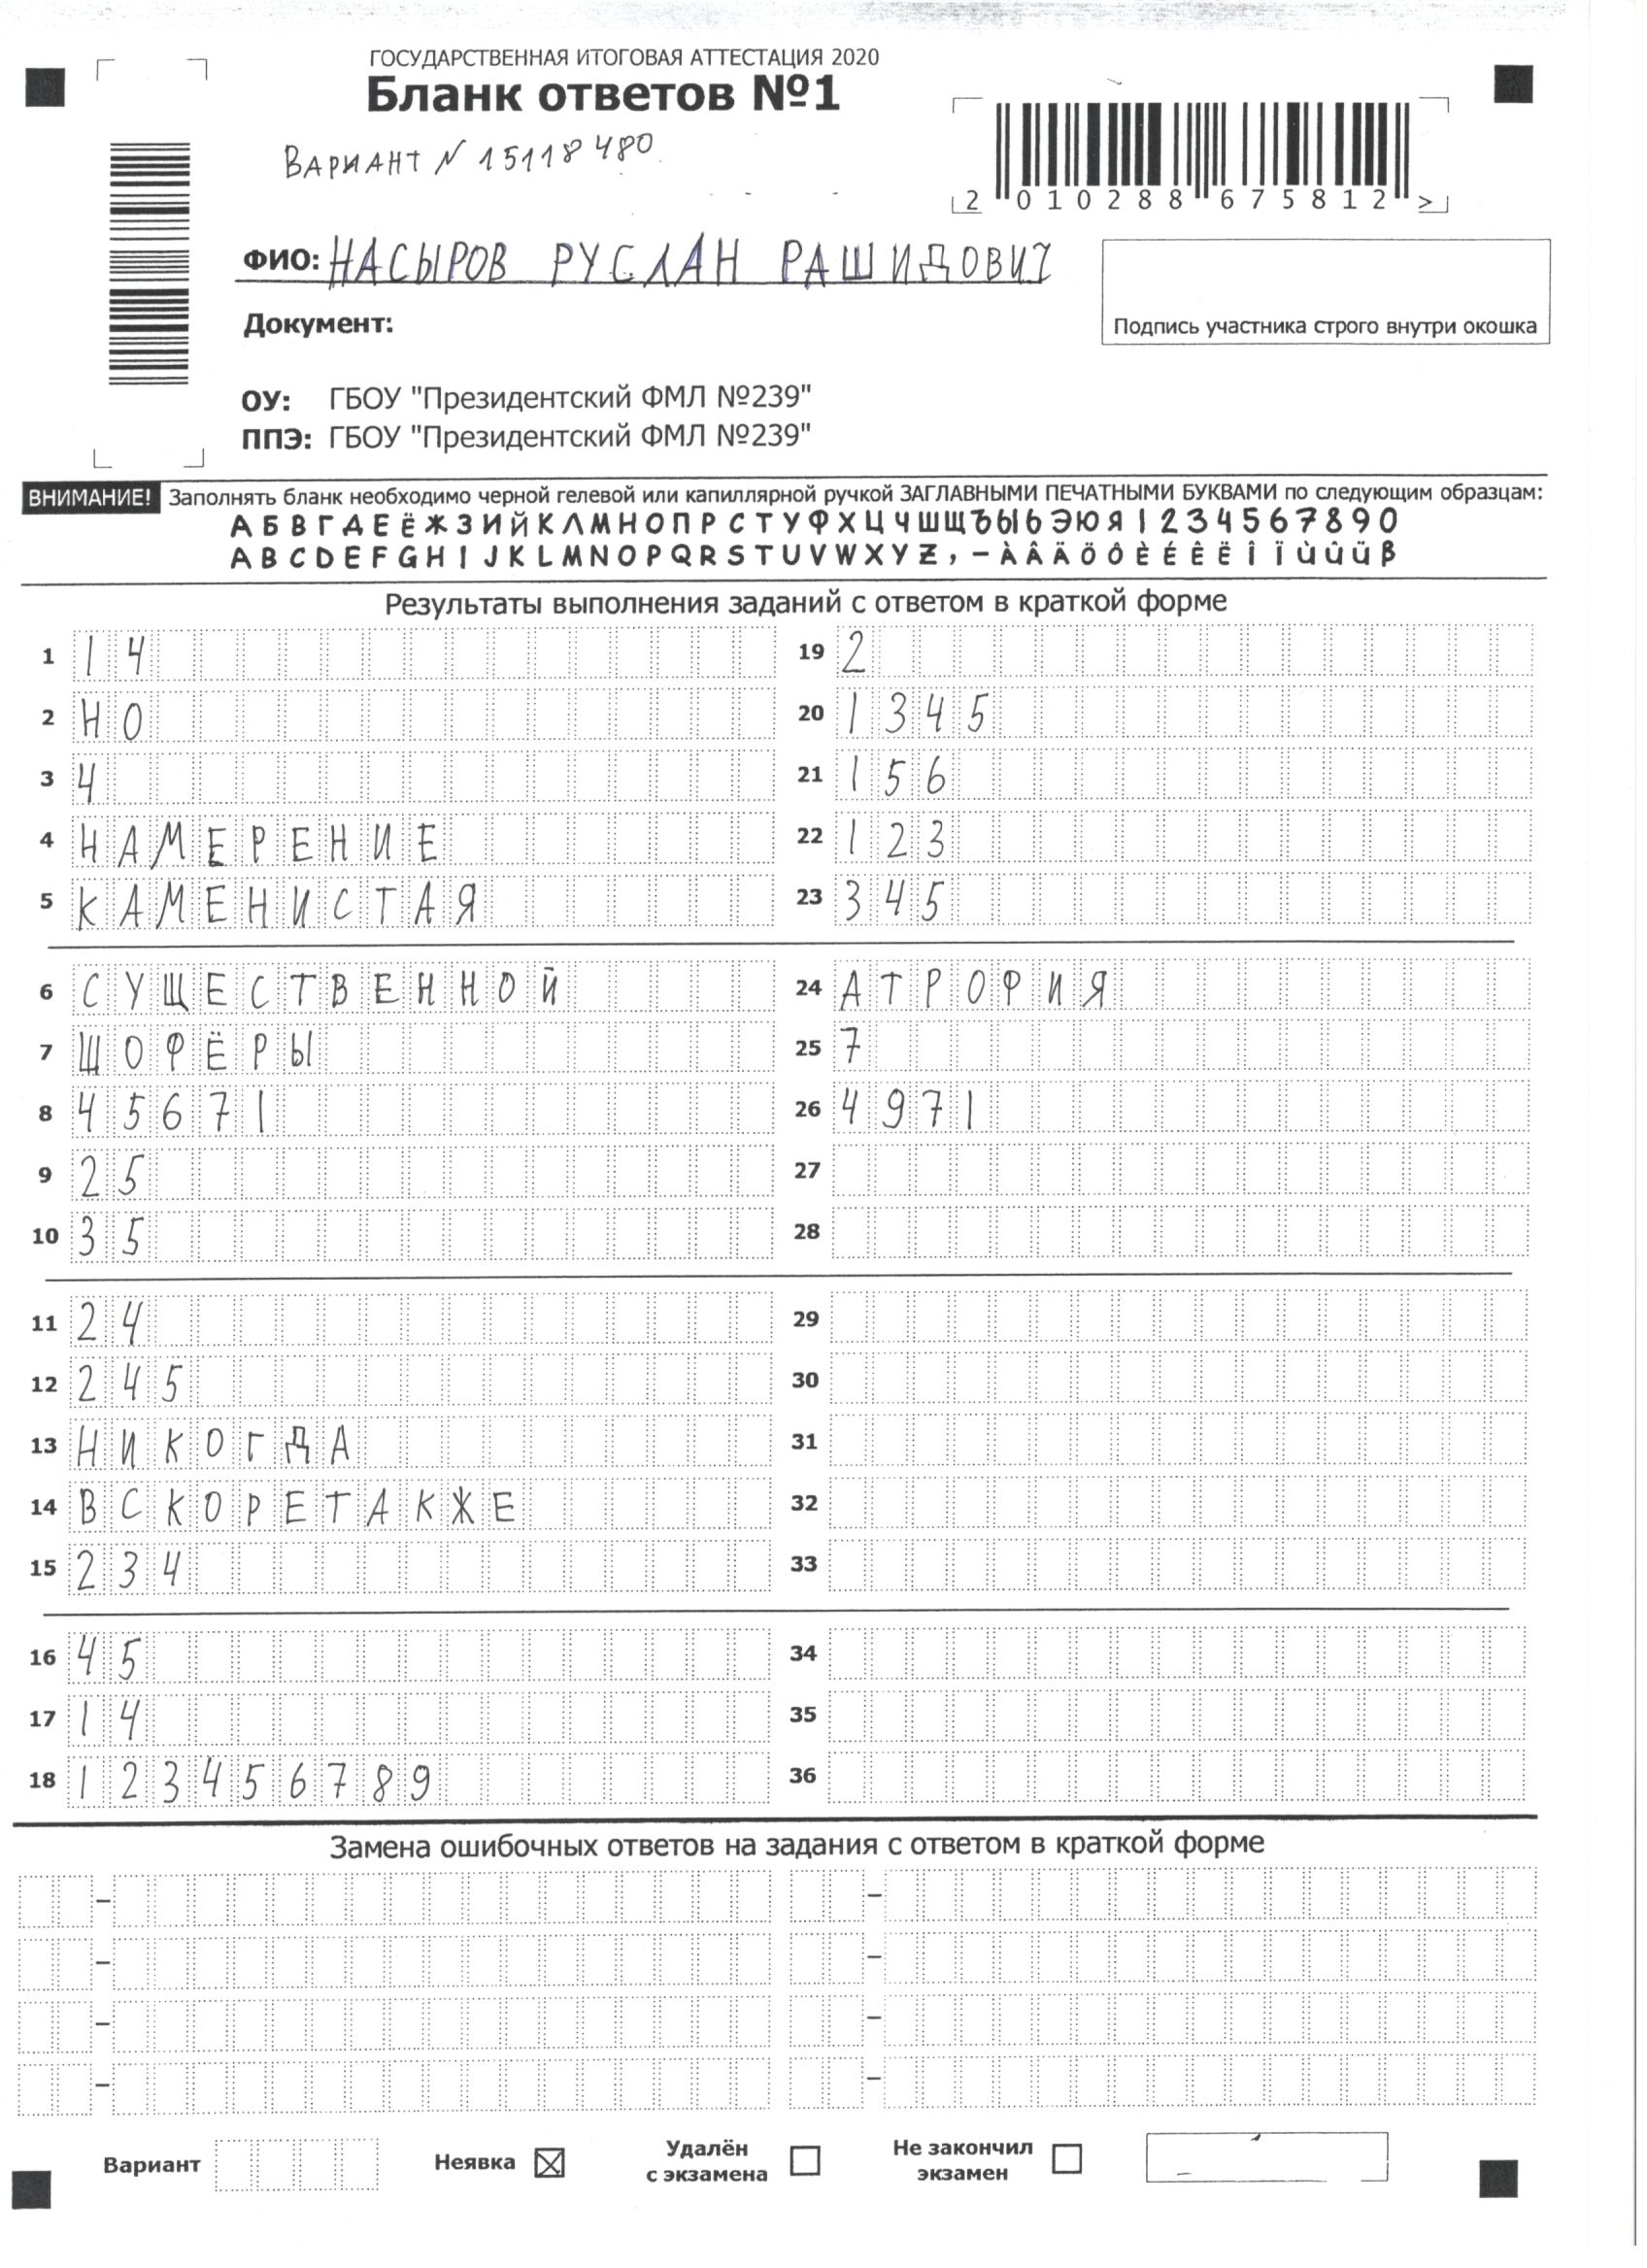 ГОСУДАРСТВЕННАЯ ИТОГОВАЯ АТТЕСТАЦИЯ 2020
Бланк ответов №1
ВАРИАНТ N 15118480
2 010288 675812 >
ФИО: НАСЫРОВ РУСЛАН РАШИДОВИЧ
Подпись участника строго внутри окошка
Документ:
ОУ: ГБОУ "Президентский ФМЛ №239"
ППЭ: ГБОУ "Президентский ФМЛ №239"
ВНИМАНИЕ! Заполнять бланк необходимо черной гелевой или капиллярной ручкой ЗАГЛАВНЫМИ ПЕЧАТНЫМИ БУКВАМИ по следующим образцам:
А Б В Г Д Е Ё Ж З И Й К Л М Н О П Р С Т У Ф Х Ц Ч Ш Щ Ъ Ы Ь Э Ю Я 1 2 3 4 5 6 7 8 9 0
A B C D E F G H I J K L M N O P Q R S T U V W X Y Z , - À Â Ä Ö Ô È É Ê Ë Î Ï Ù Û Ü β
Результаты выполнения заданий с ответом в краткой форме
1 14
2 НО
3 4
4 НАМЕРЕНИЕ
5 КАМЕНИСТАЯ
6 СУЩЕСТВЕННОЙ
7 ШОФЁРЫ
8 45671
9 25
10 35
11 24
12 245
13 НИКОГДА
14 ВСКОРЕТАКЖЕ
15 234
16 45
17 14
18 123456789
19 2
20 1345
21 156
22 123
23 345
24 АТРОФИЯ
25 7
26 4971
27
28
29
30
31
32
33
34
35
36
Замена ошибочных ответов на задания с ответом в краткой форме
Вариант
Неявка
Удалён с экзамена
Не закончил экзамен